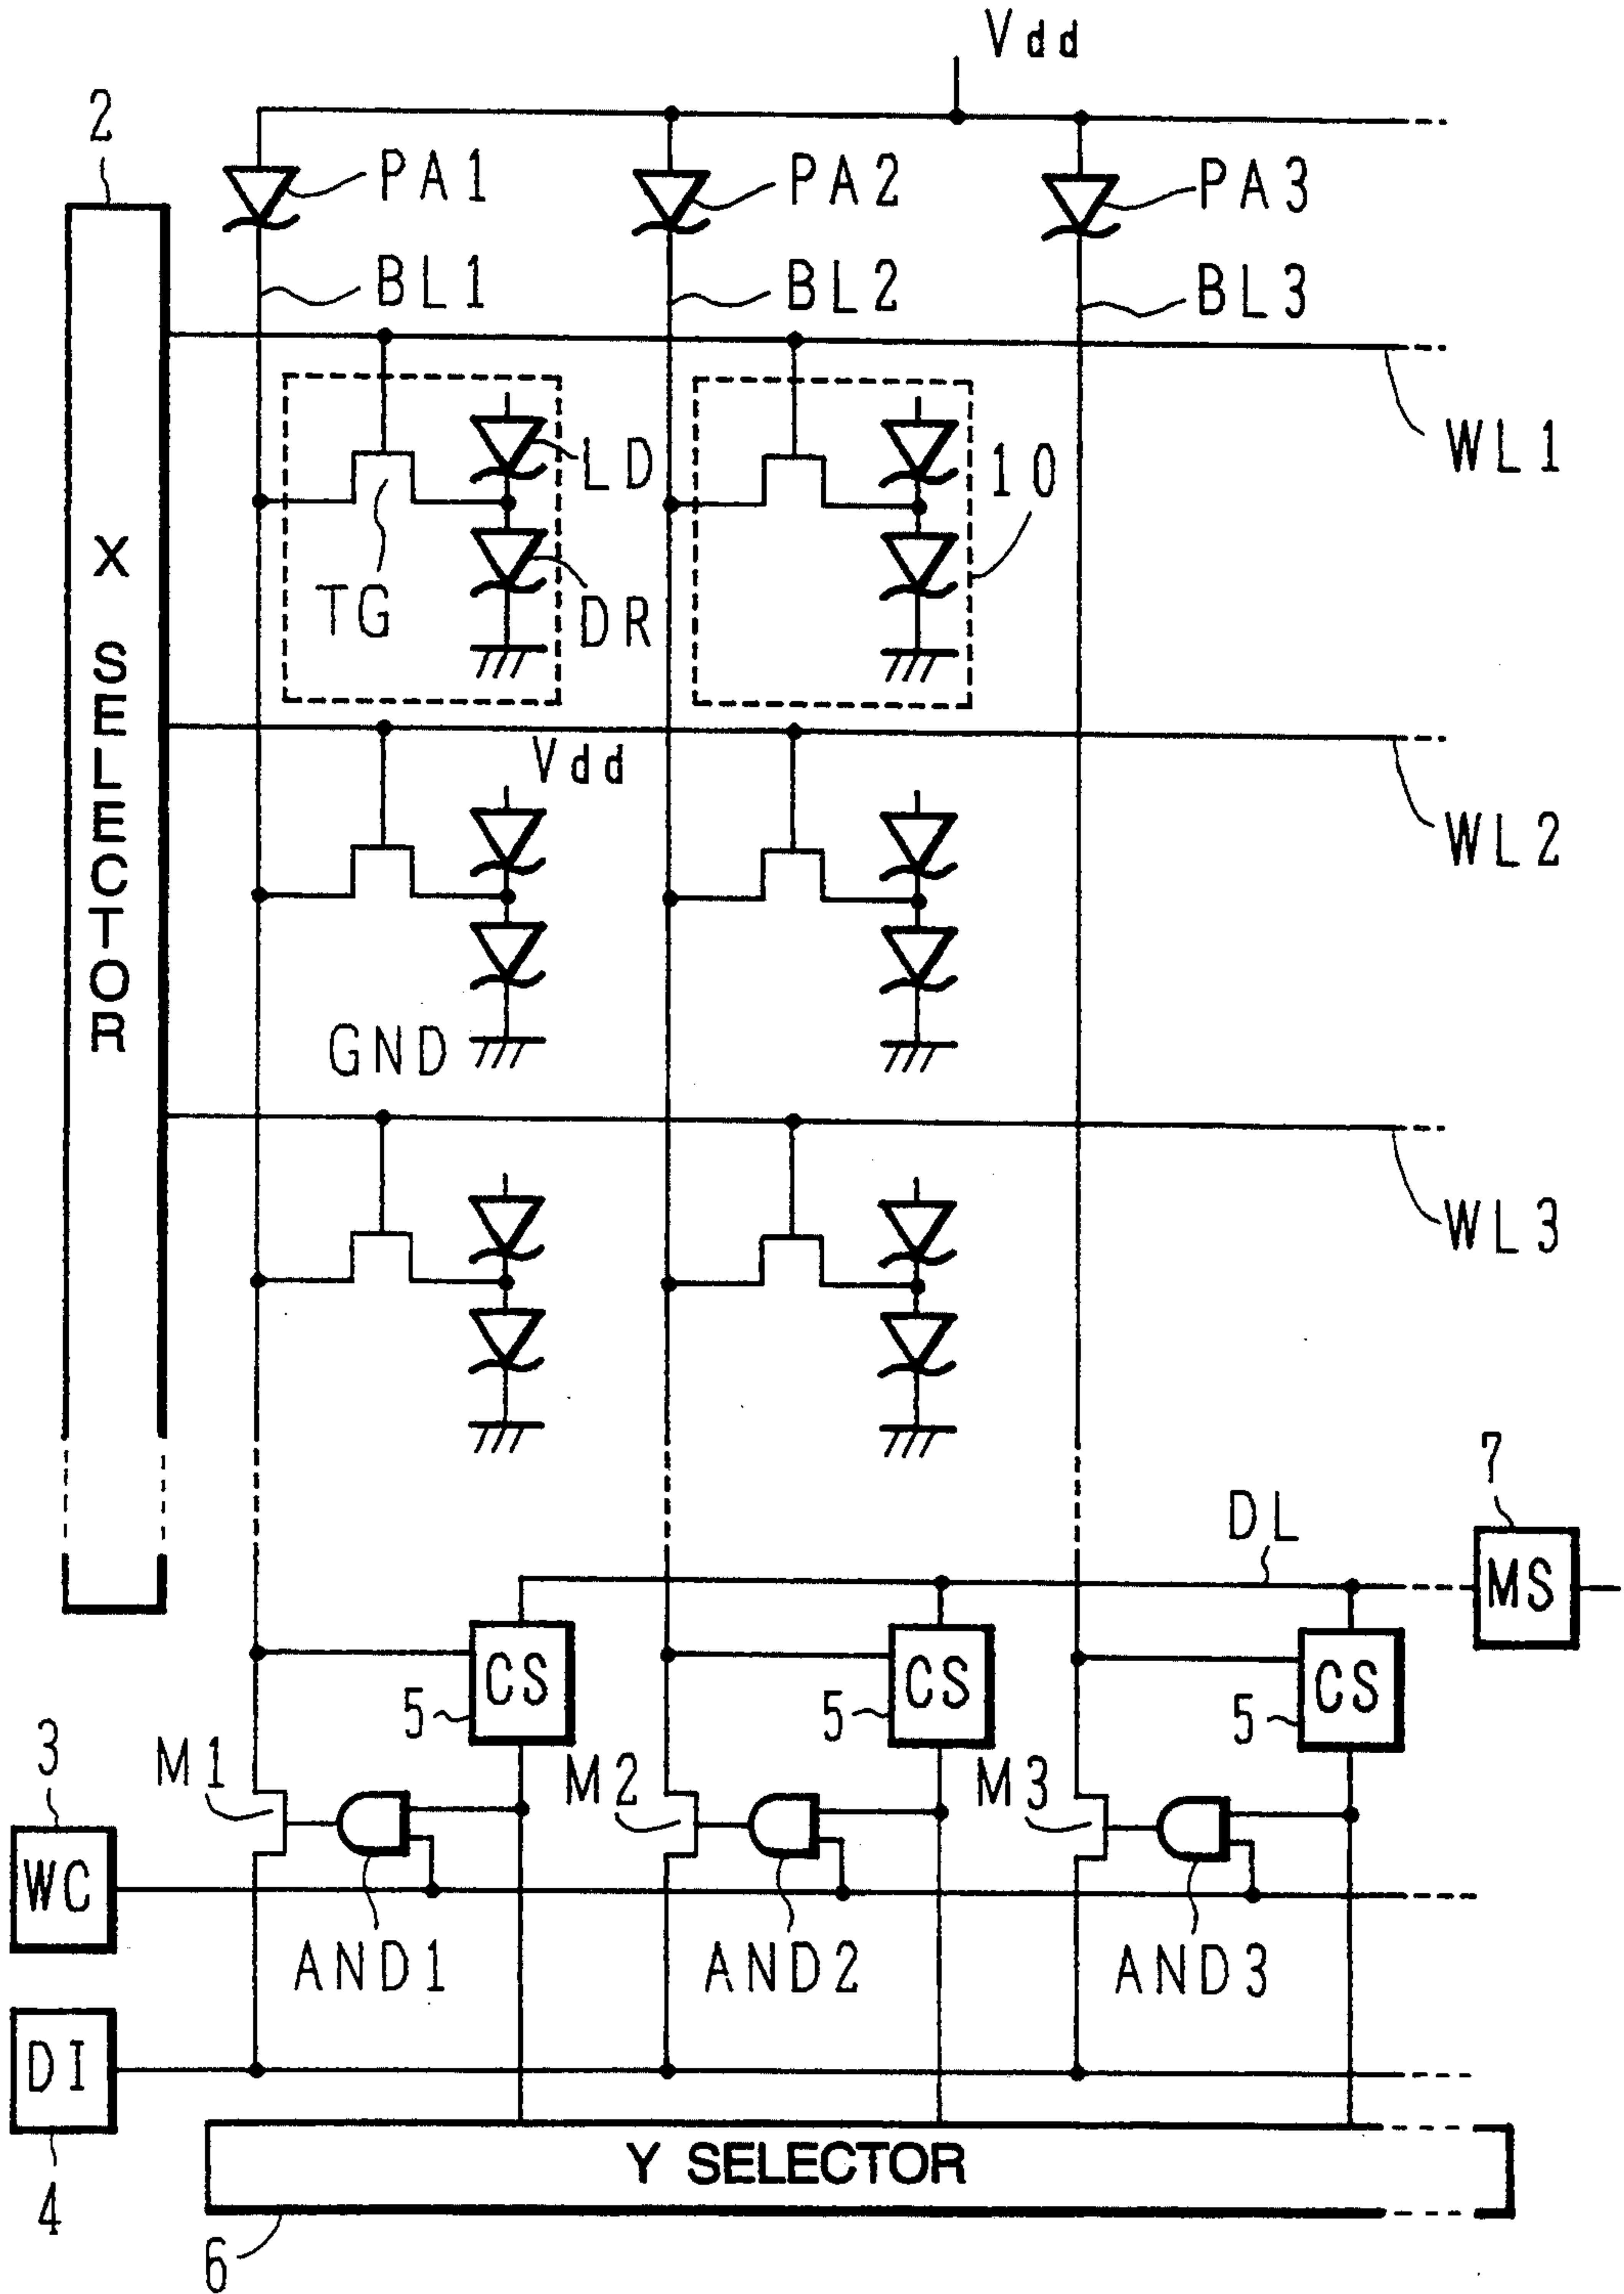 Vdd
2
PA1
PA2
PA3
BL1
BL2
BL3
WL1
LD
10
TG
DR
X SELECTOR
Vdd
WL2
GND
WL3
7
DL
MS
CS
CS
CS
5
5
5
3
M1
M2
M3
WC
AND1
AND2
AND3
DI
4
Y SELECTOR
6